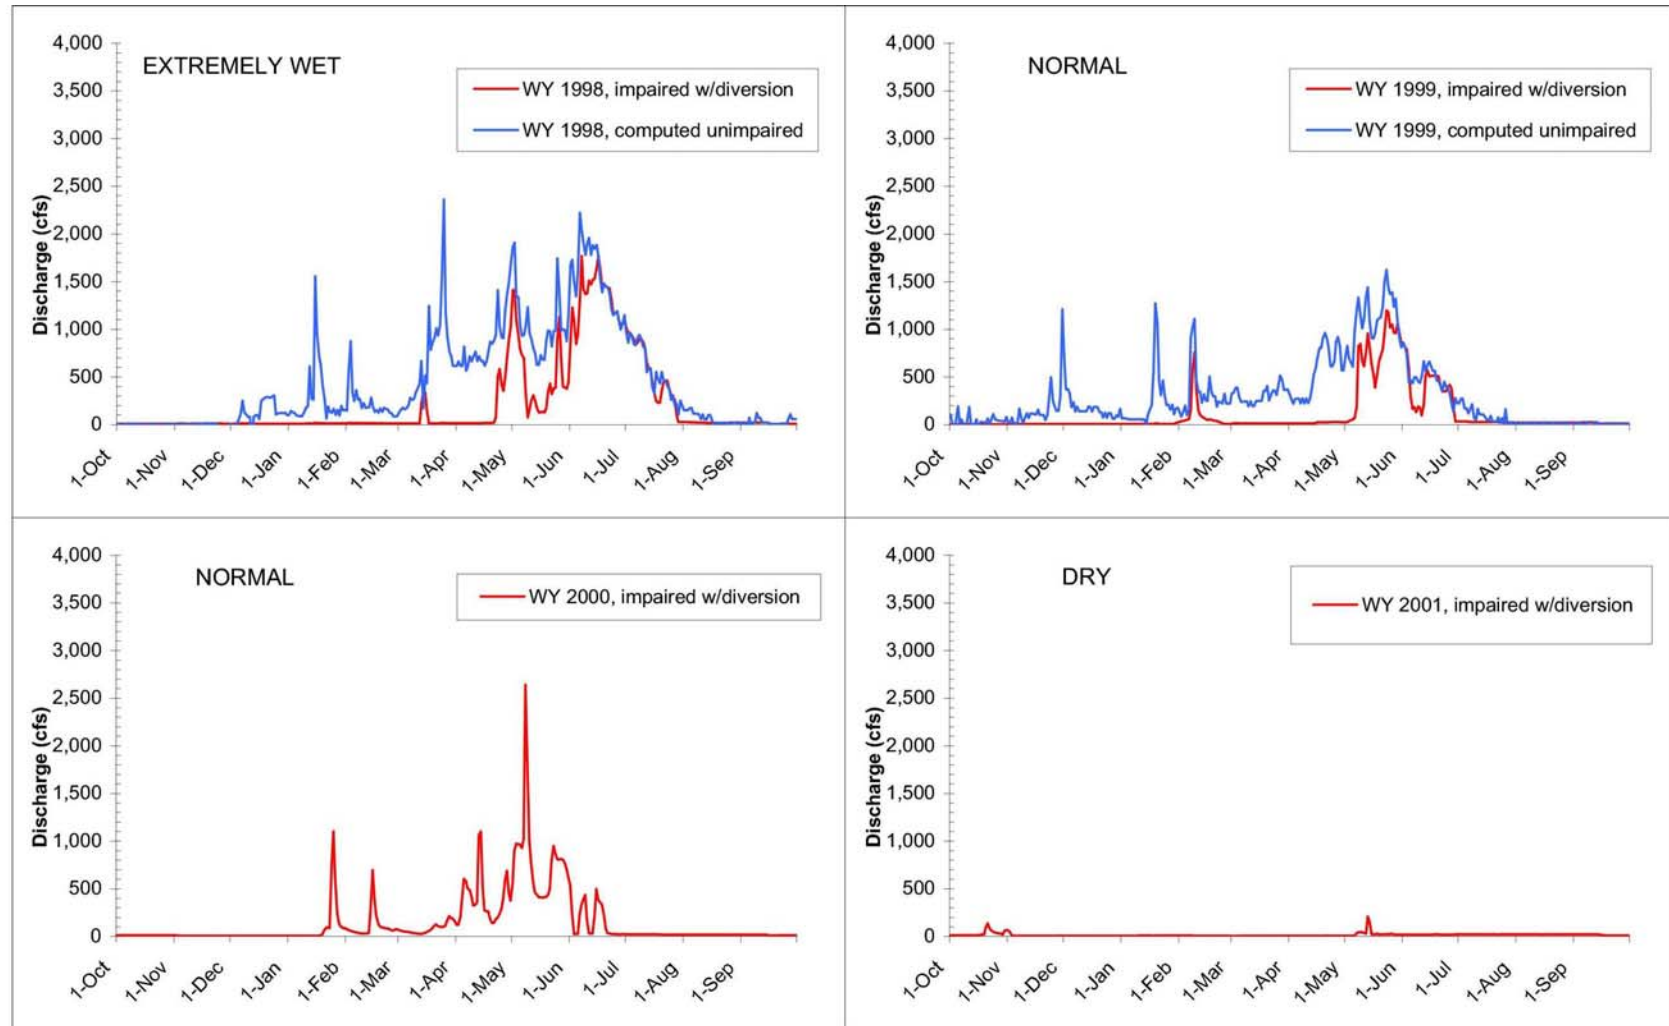 EXTREMELY WET
WY 1998, impaired w/diversion
WY 1998, computed unimpaired
Discharge (cfs)
4,000
3,500
3,000
2,500
2,000
1,500
1,000
500
0
1-Oct
1-Nov
1-Dec
1-Jan
1-Feb
1-Mar
1-Apr
1-May
1-Jun
1-Jul
1-Aug
1-Sep
NORMAL
WY 1999, impaired w/diversion
WY 1999, computed unimpaired
Discharge (cfs)
4,000
3,500
3,000
2,500
2,000
1,500
1,000
500
0
1-Oct
1-Nov
1-Dec
1-Jan
1-Feb
1-Mar
1-Apr
1-May
1-Jun
1-Jul
1-Aug
1-Sep
NORMAL
WY 2000, impaired w/diversion
Discharge (cfs)
4,000
3,500
3,000
2,500
2,000
1,500
1,000
500
0
1-Oct
1-Nov
1-Dec
1-Jan
1-Feb
1-Mar
1-Apr
1-May
1-Jun
1-Jul
1-Aug
1-Sep
DRY
WY 2001, impaired w/diversion
Discharge (cfs)
4,000
3,500
3,000
2,500
2,000
1,500
1,000
500
0
1-Oct
1-Nov
1-Dec
1-Jan
1-Feb
1-Mar
1-Apr
1-May
1-Jun
1-Jul
1-Aug
1-Sep